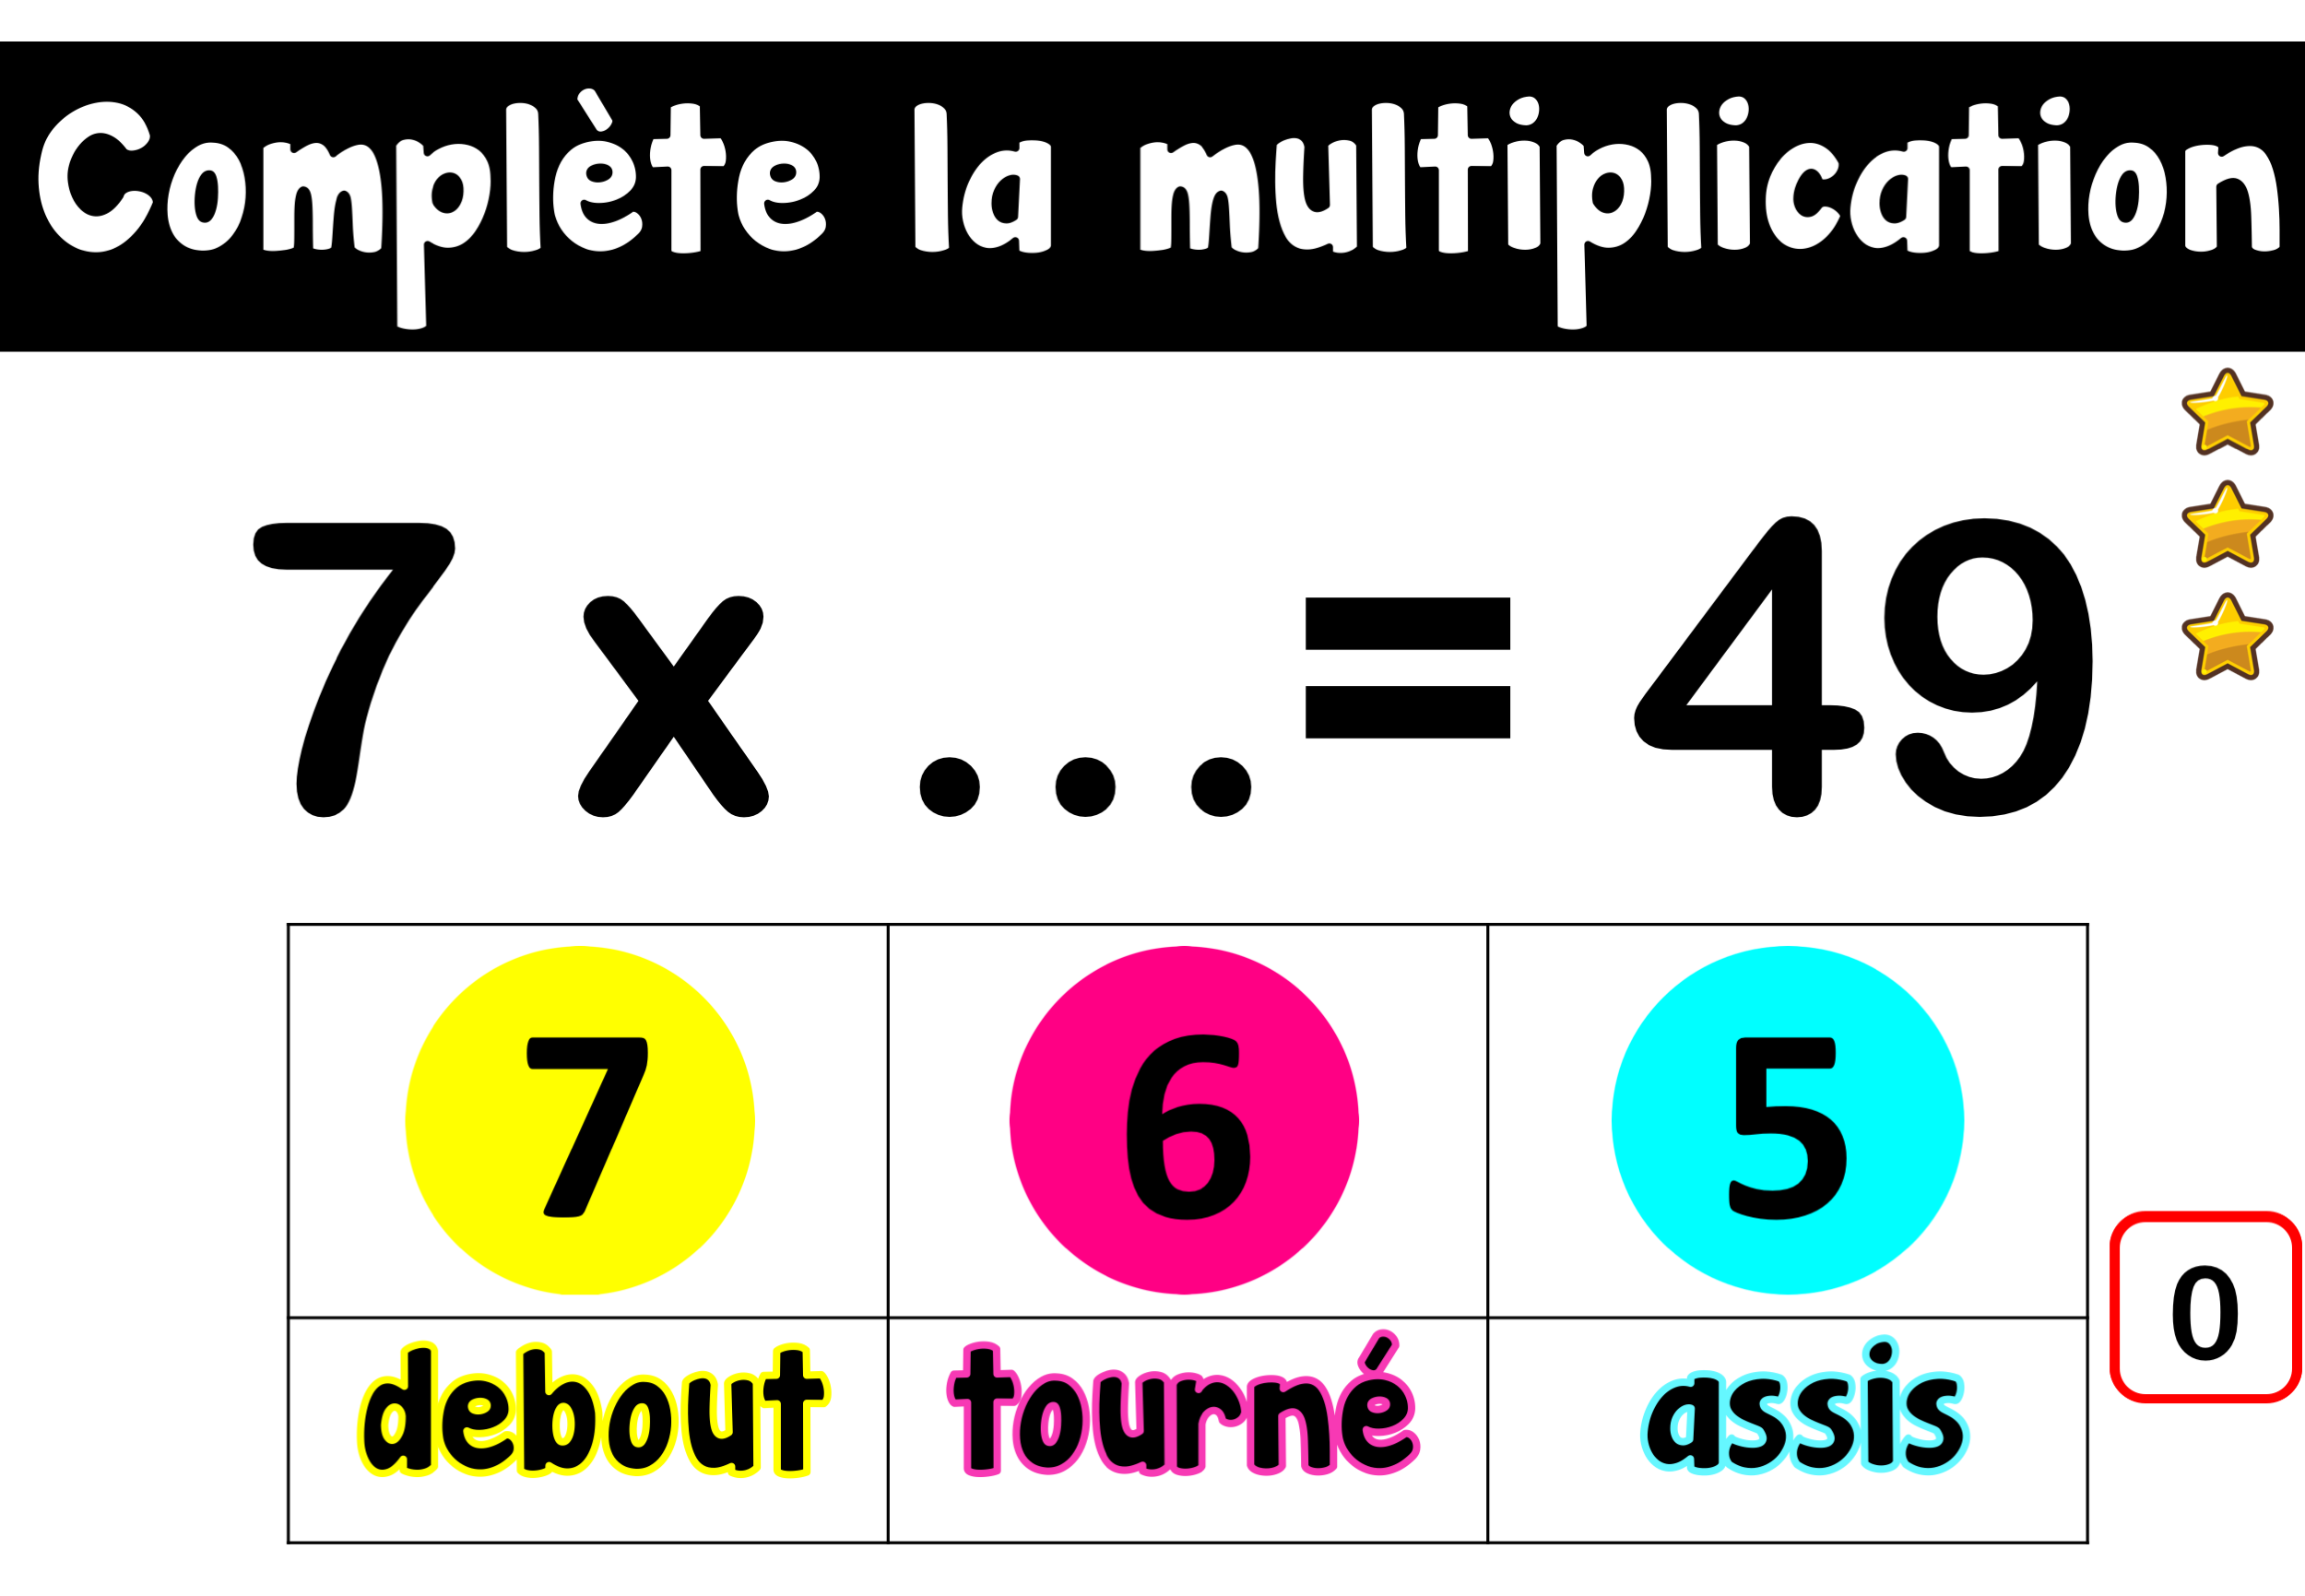 Complète la multiplication
7 x ... = 49
7 6 5
0
debout tourné assis